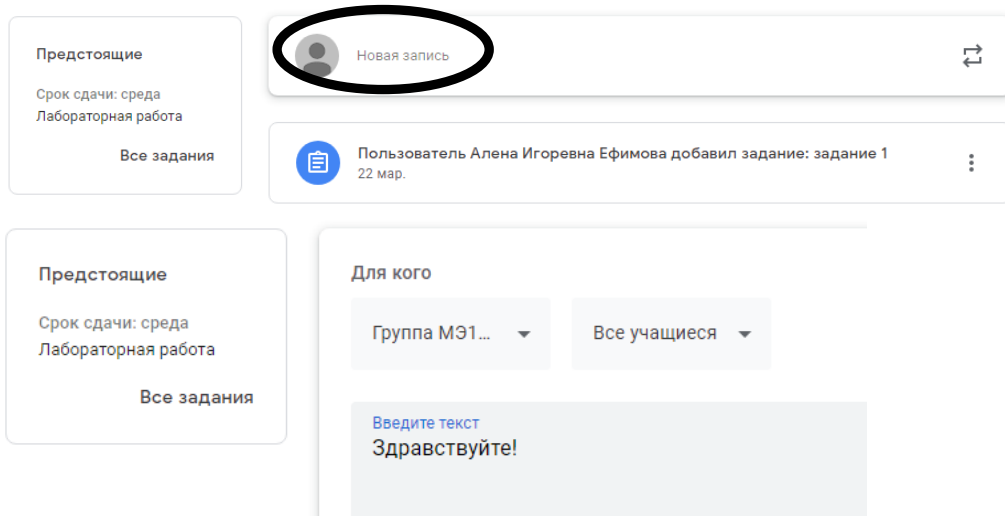 Предстоящие
Срок сдачи: среда
Лабораторная работа
Все задания
Новая запись
Пользователь Алена Игоревна Ефимова добавил задание: задание 1
22 мар.
Предстоящие
Срок сдачи: среда
Лабораторная работа
Все задания
Для кого
Группа МЭ1... Все учащиеся
Введите текст
Здравствуйте!